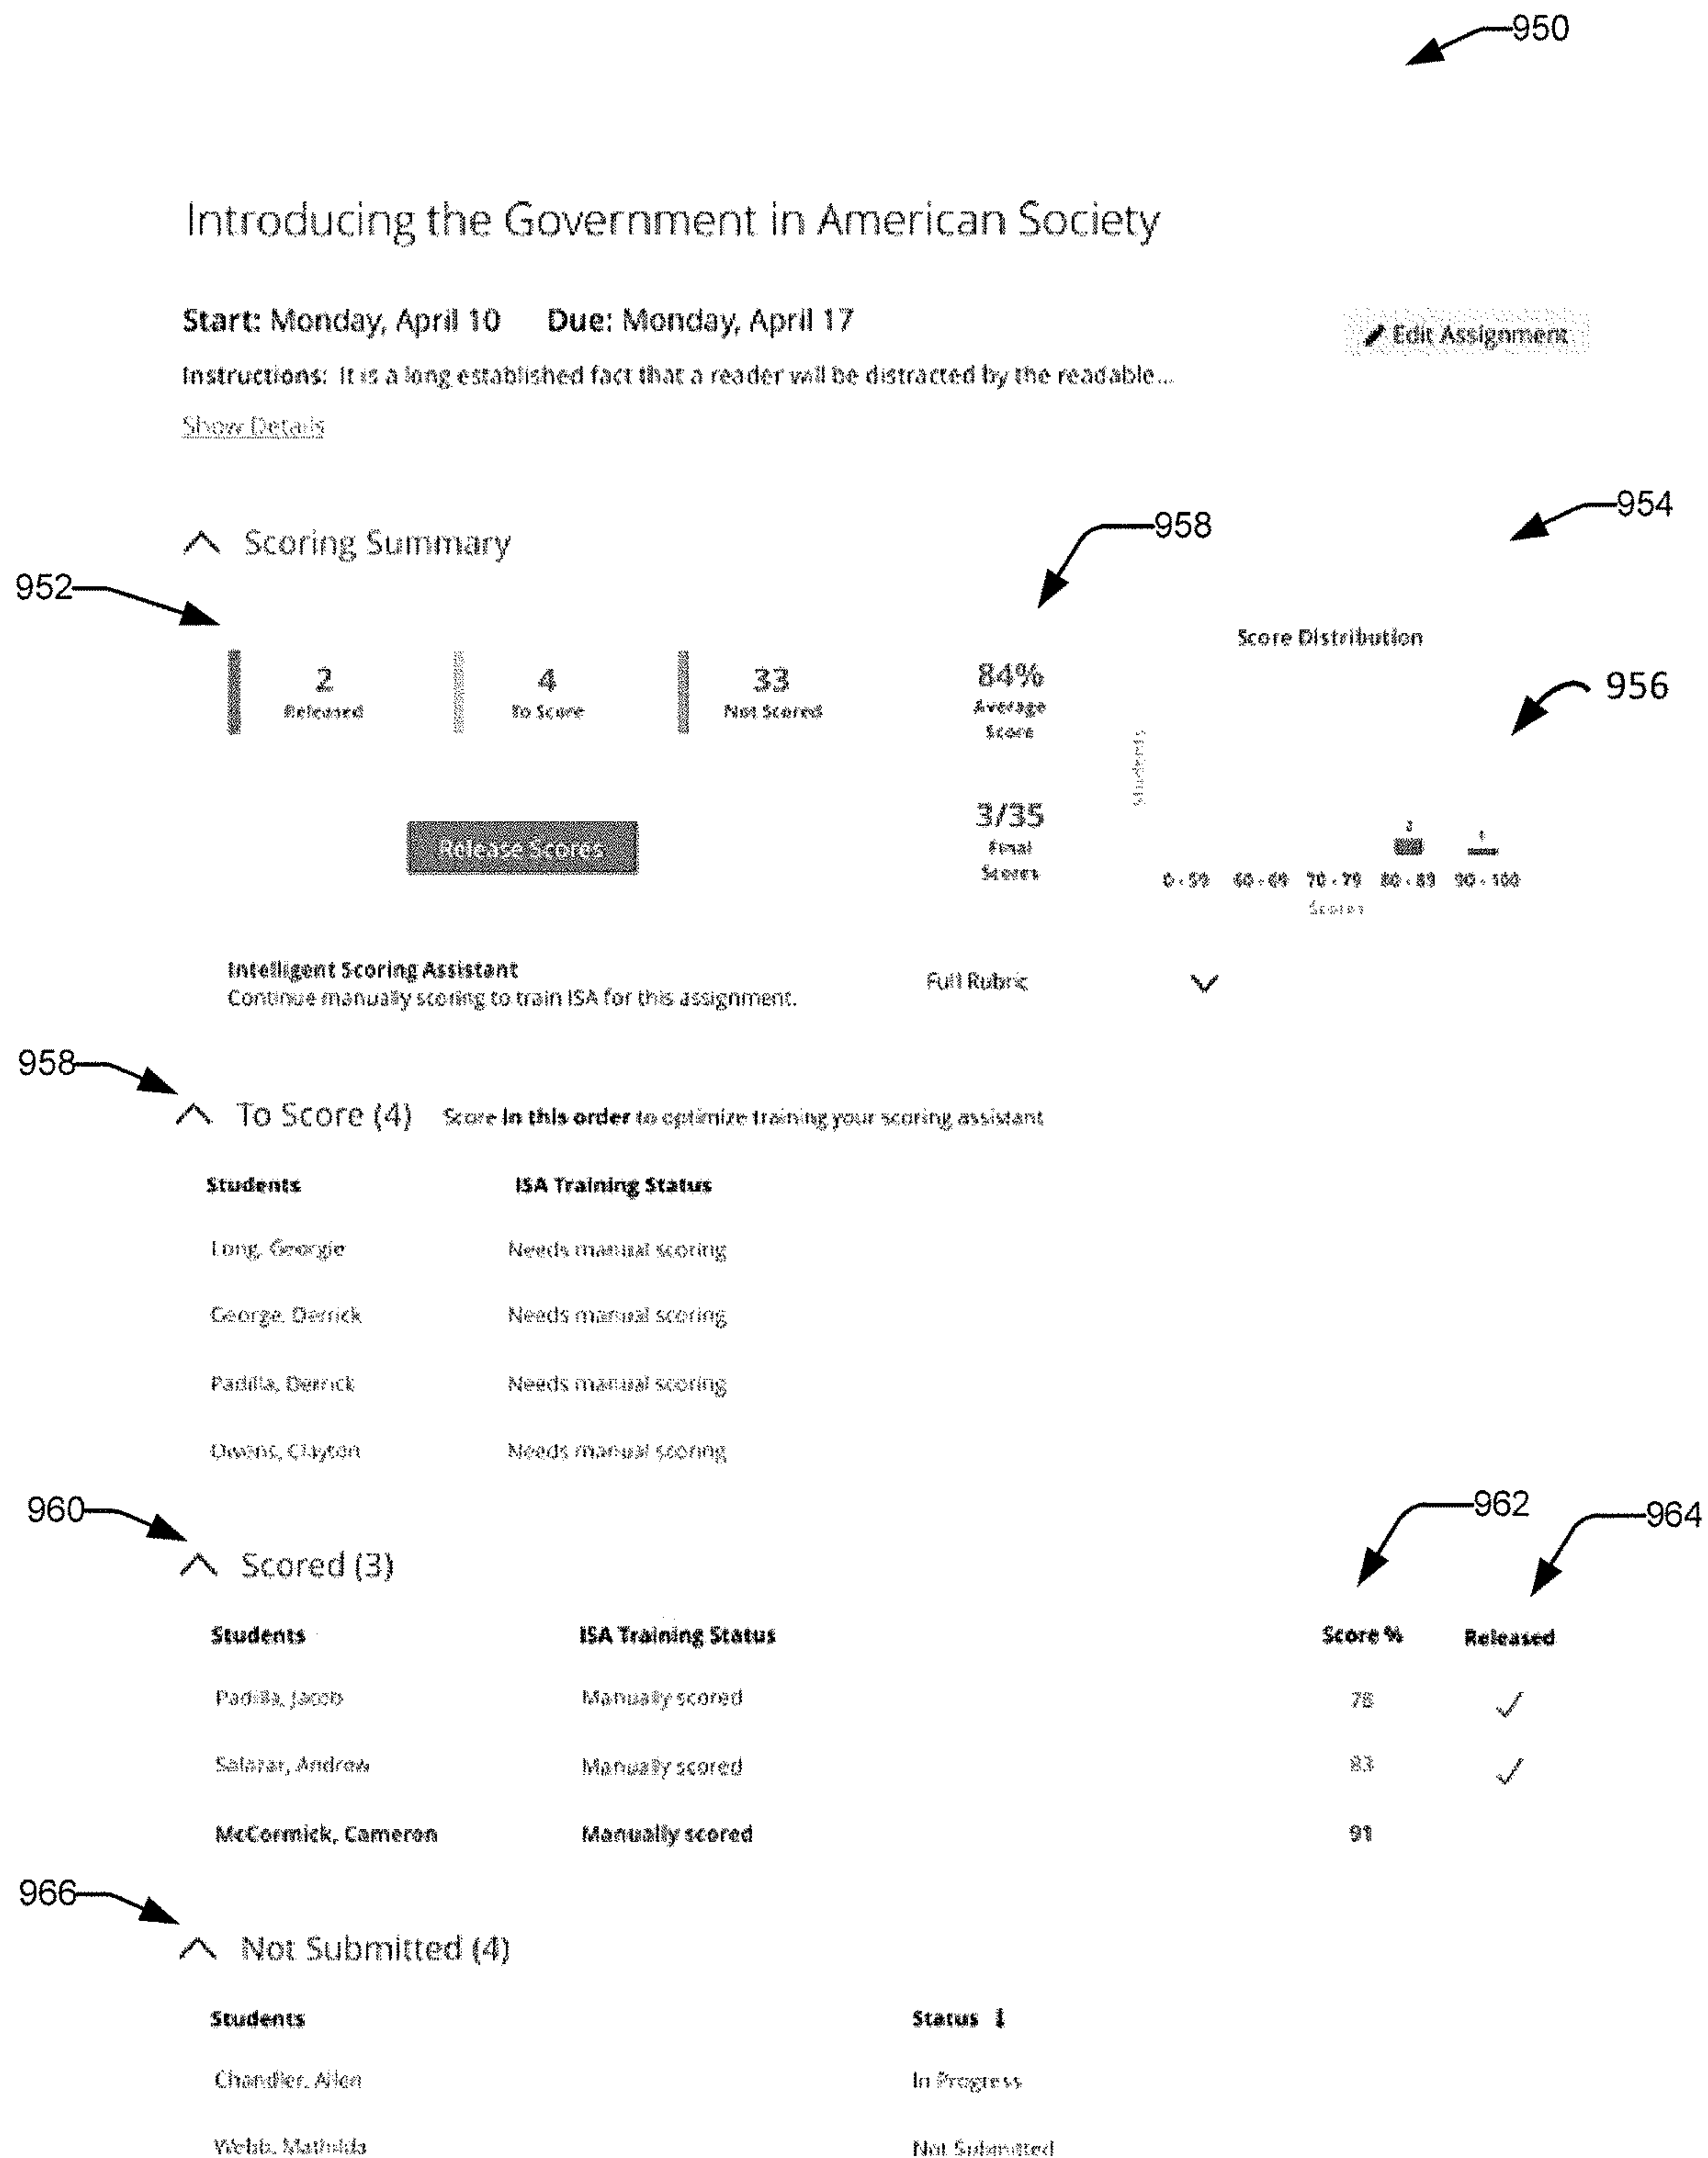 950
Introducing the Government in American Society
Start: Monday, April 10 Due: Monday, April 17
Edit Assignment
Instructions: It is a long established fact that a reader will be distracted by the readable...
Show Details
954
958
Scoring Summary
952
Score Distribution
956
2 Released
4 To Score
33 Not Scored
84% Average Score
Students
Release Scores
3/35 Final Scores
2 1
0 - 59 60 - 69 70 - 79 80 - 89 90 - 100
Scores
Intelligent Scoring Assistant
Continue manually scoring to train ISA for this assignment.
Full Rubric
958
To Score (4) Score in this order to optimize training your scoring assistant
Students ISA Training Status
Long, Georgie Needs manual scoring
George, Derrick Needs manual scoring
Padilla, Derrick Needs manual scoring
Owens, Clayton Needs manual scoring
960
962
964
Scored (3)
Students ISA Training Status Score % Released
Padilla, Jacob Manually scored 78 ✓
Salazar, Andrew Manually scored 83 ✓
McCormick, Cameron Manually scored 91
966
Not Submitted (4)
Students Status
Chandler, Allen In Progress
Webb, Mathilda Not Submitted